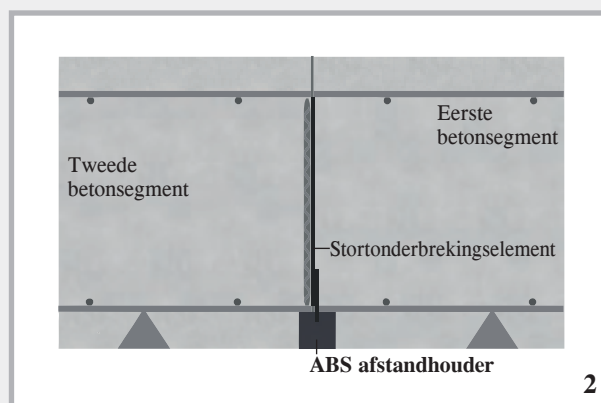 Eerste
betonsegment
Tweede
betonsegment
Stortonderbrekingselement
ABS afstandhouder
2